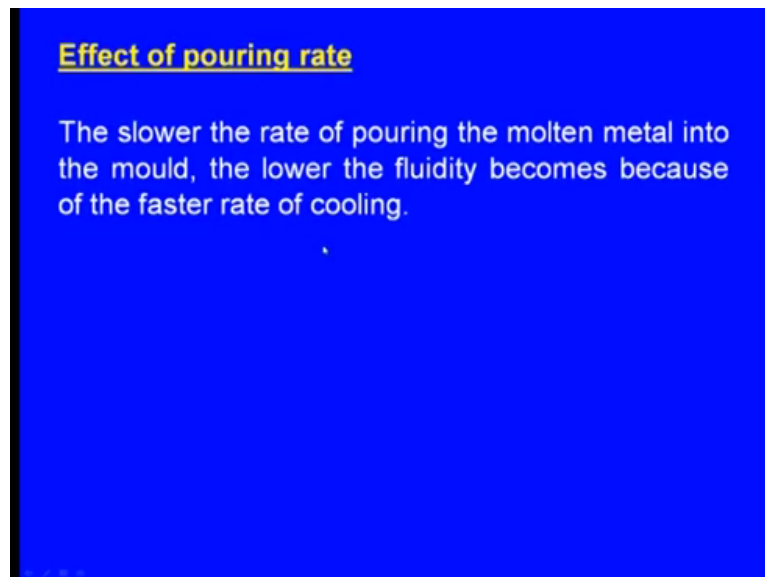 Effect of pouring rate
The slower the rate of pouring the molten metal into
the mould, the lower the fluidity becomes because
of the faster rate of cooling.